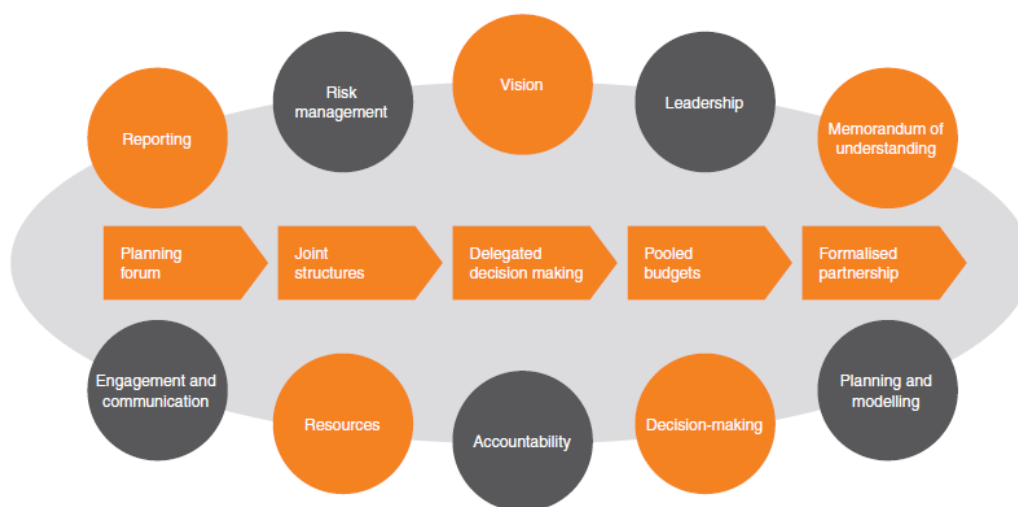 Reporting
Risk
management
Vision
Leadership
Memorandum of
understanding
Planning
forum
Joint
structures
Delegated
decision making
Pooled
budgets
Formalised
partnership
Engagement and
communication
Resources
Accountability
Decision-making
Planning and
modelling